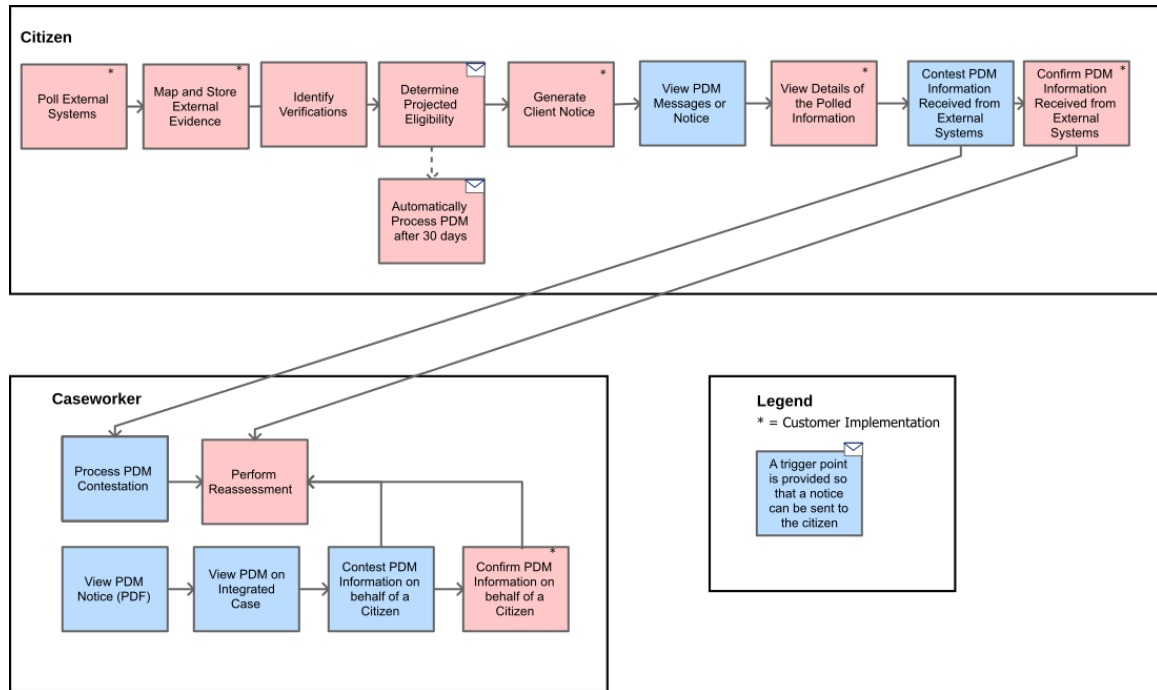 Citizen
*
Poll External
Systems
*
Map and Store
External
Evidence
Identify
Verifications
Determine
Projected
Eligibility
*
Generate
Client Notice
View PDM
Messages or
Notice
*
View Details of
the Polled
Information
Contest PDM
Information
Received from
External
Systems
*
Confirm PDM
Information
Received from
External
Systems
Automatically
Process PDM
after 30 days
Caseworker
Process PDM
Contestation
Perform
Reassessment
View PDM
Notice (PDF)
View PDM on
Integrated
Case
Contest PDM
Information on
behalf of a
Citizen
*
Confirm PDM
Information on
behalf of a
Citizen
Legend
* = Customer Implementation
A trigger point
is provided so
that a notice
can be sent to
the citizen